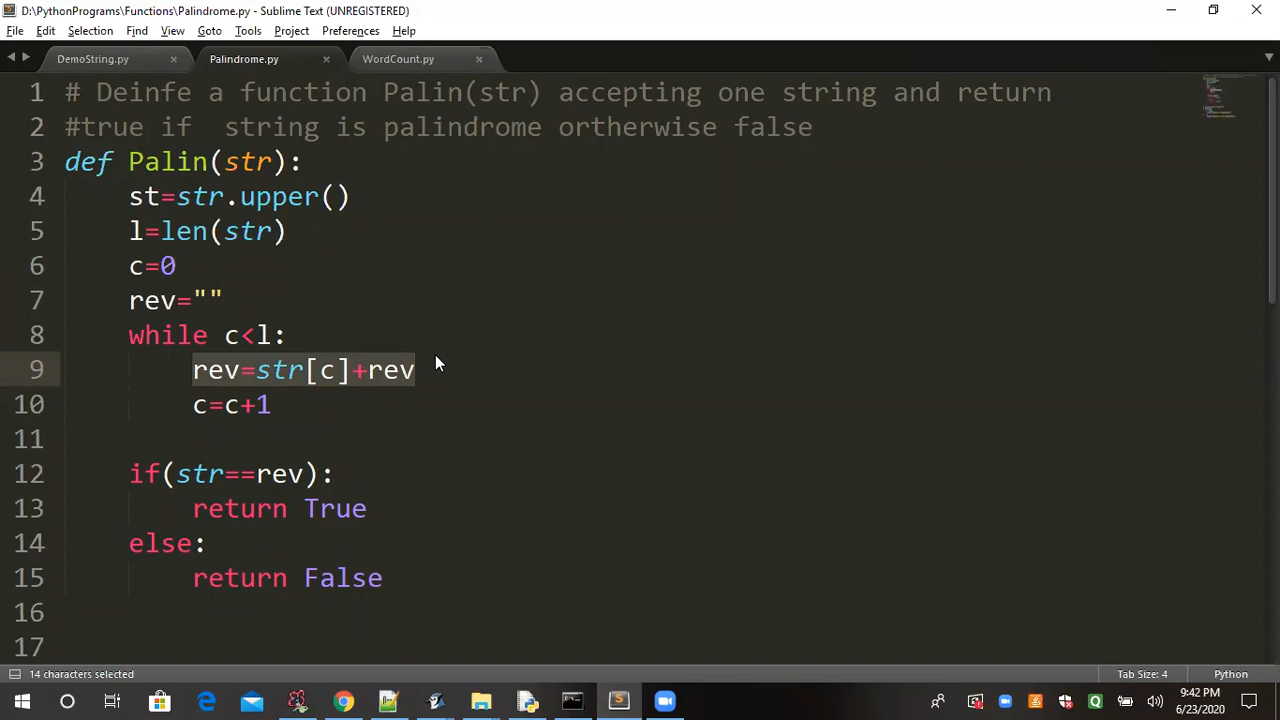 D:\PythonPrograms\Functions\Palindrome.py - Sublime Text (UNREGISTERED)
File Edit Selection Find View Goto Tools Project Preferences Help
DemoString.py × Palindrome.py × WordCount.py ×
1 # Deinfe a function Palin(str) accepting one string and return
2 #true if  string is palindrome ortherwise false
3 def Palin(str):
4     st=str.upper()
5     l=len(str)
6     c=0
7     rev=""
8     while c<l:
9         rev=str[c]+rev
10         c=c+1
11
12     if(str==rev):
13         return True
14     else:
15         return False
16
17
14 characters selected Tab Size: 4 Python
9:42 PM
6/23/2020